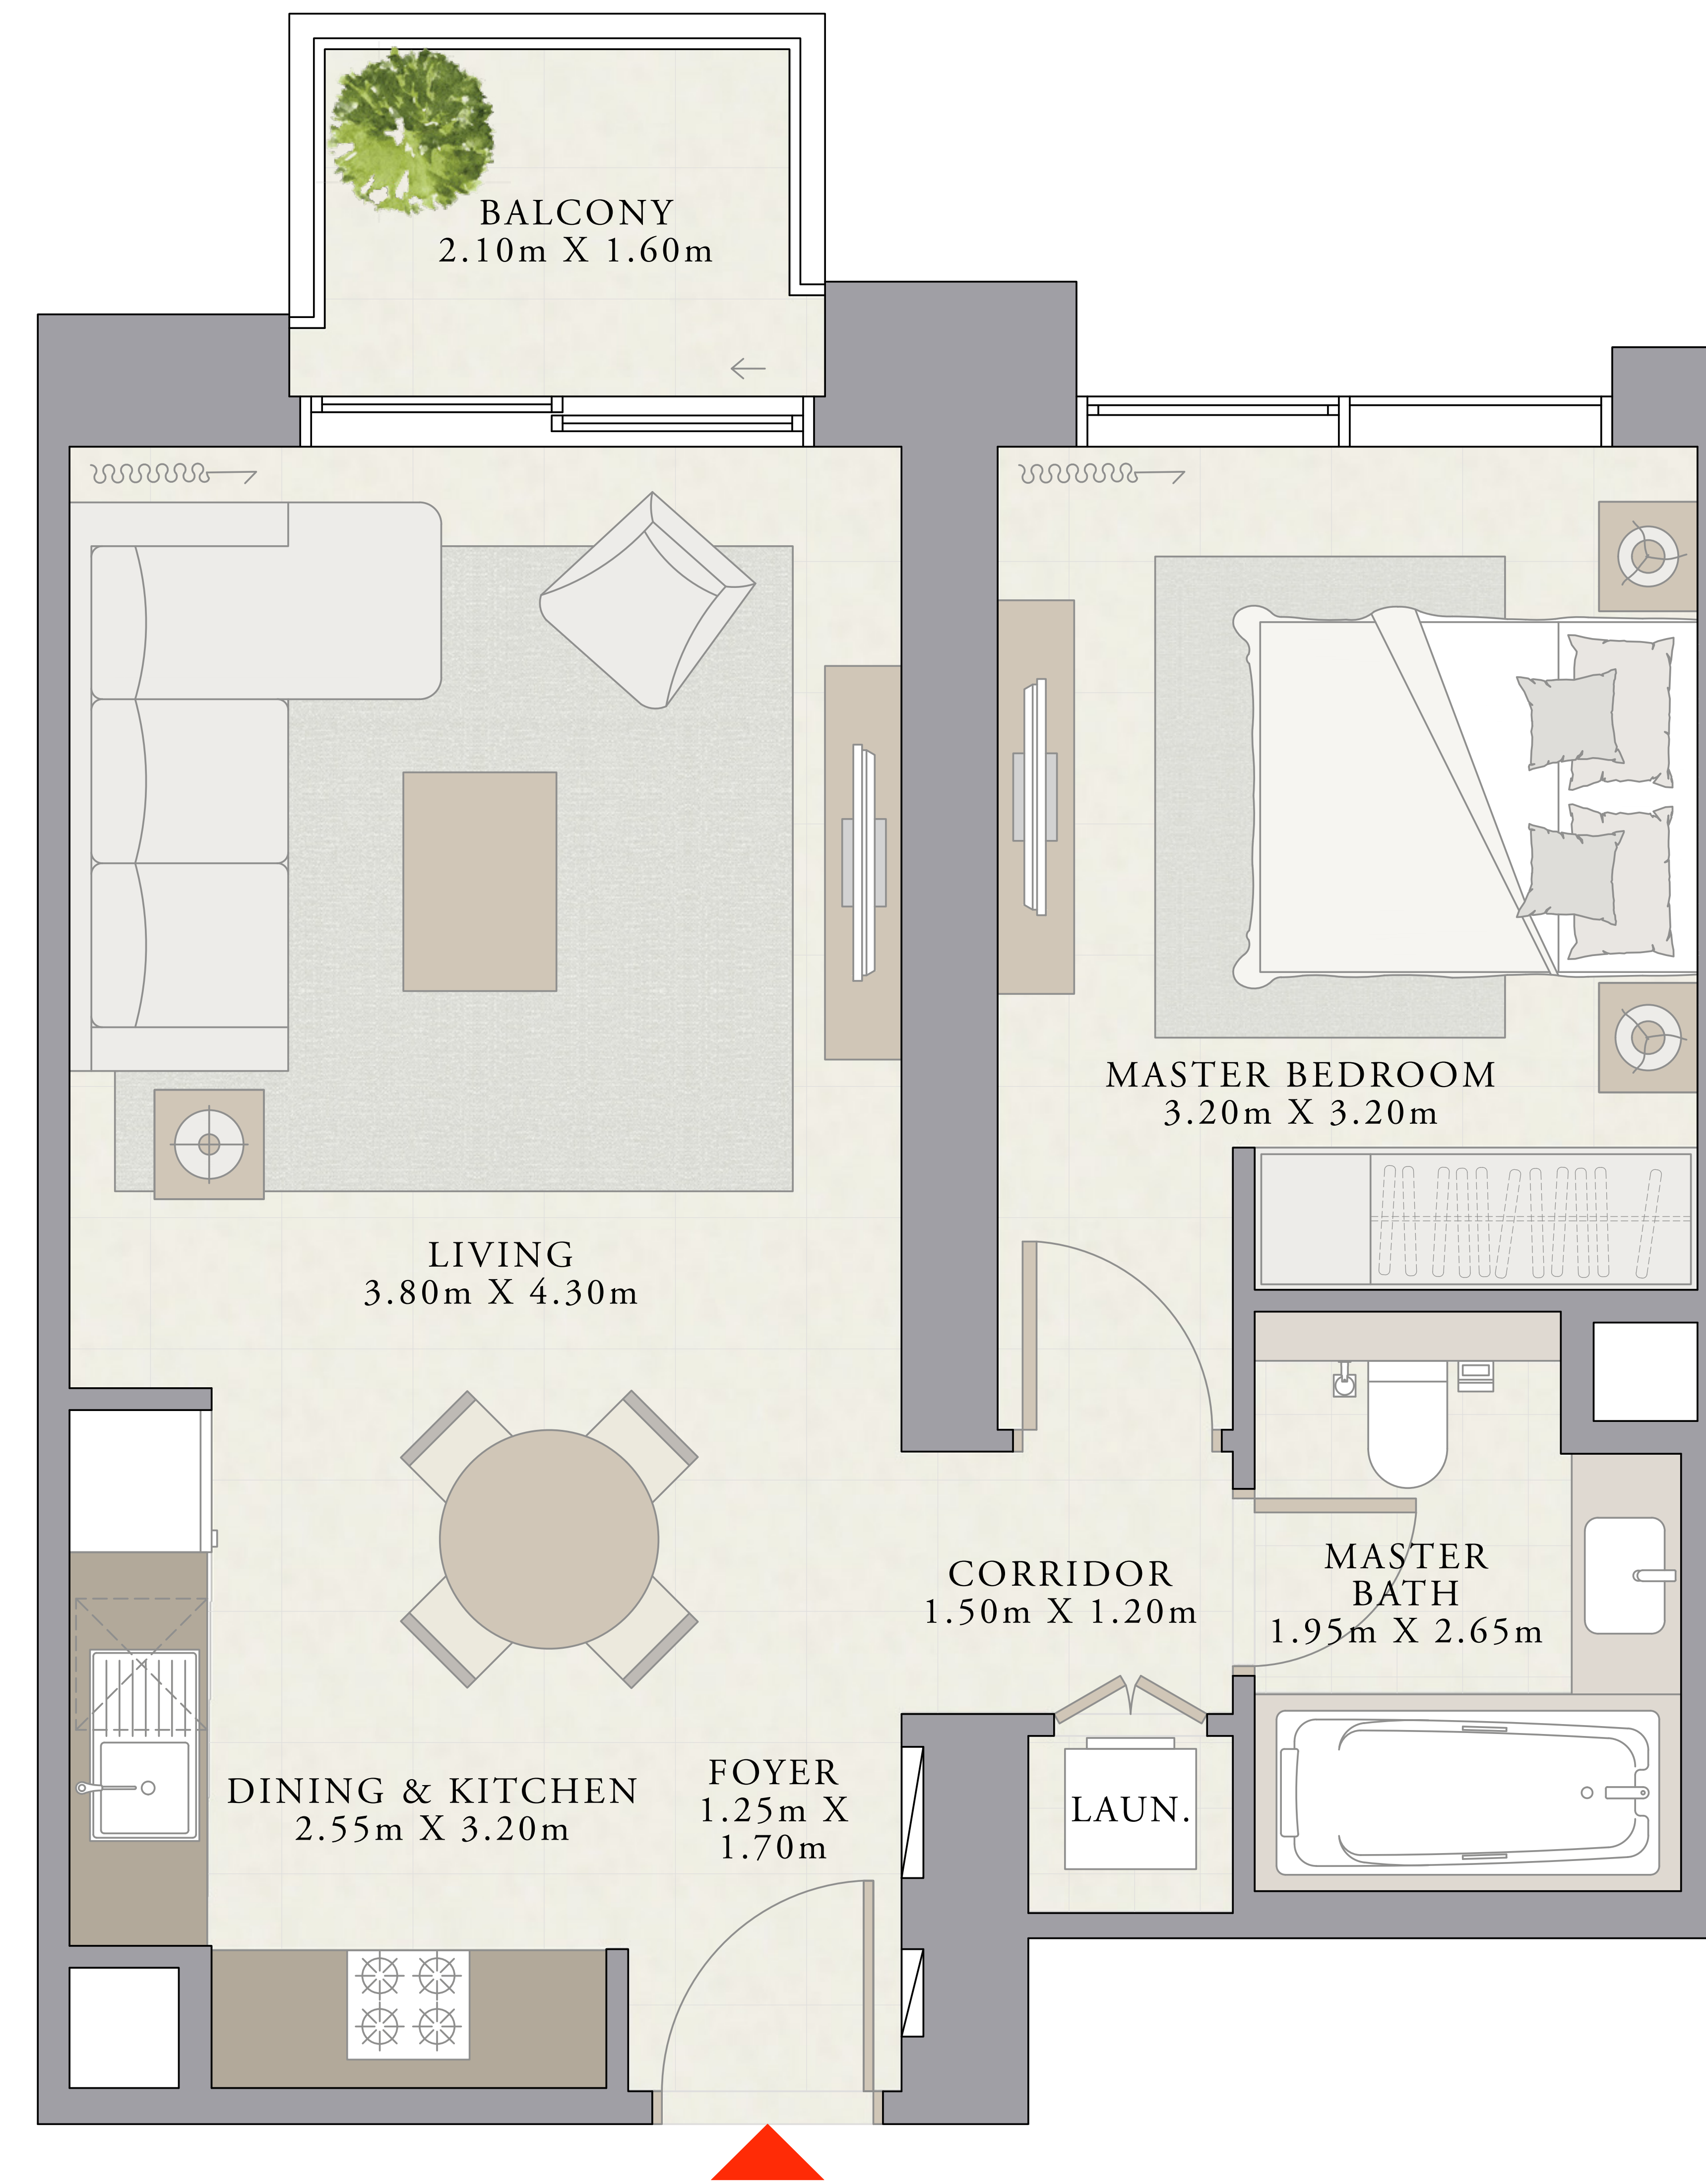 BALCONY
2.10m X 1.60m
MASTER BEDROOM
3.20m X 3.20m
LIVING
3.80m X 4.30m
CORRIDOR
1.50m X 1.20m
MASTER
BATH
1.95m X 2.65m
DINING & KITCHEN
2.55m X 3.20m
FOYER
1.25m X
1.70m
LAUN.